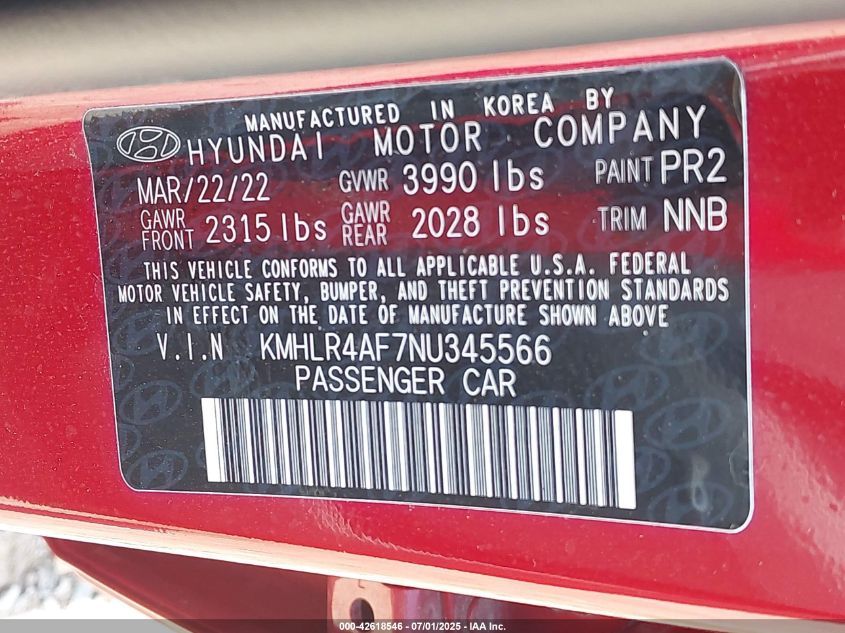 MANUFACTURED IN KOREA BY
HYUNDAI MOTOR COMPANY
MAR/22/22 GVWR 3990 lbs PAINT PR2
GAWR FRONT 2315 lbs GAWR REAR 2028 lbs TRIM NNB
THIS VEHICLE CONFORMS TO ALL APPLICABLE U.S.A. FEDERAL
MOTOR VEHICLE SAFETY, BUMPER, AND THEFT PREVENTION STANDARDS
IN EFFECT ON THE DATE OF MANUFACTURE SHOWN ABOVE
V.I.N KMHLR4AF7NU345566
PASSENGER CAR
L
000-42618546 - 07/01/2025 - IAA Inc.